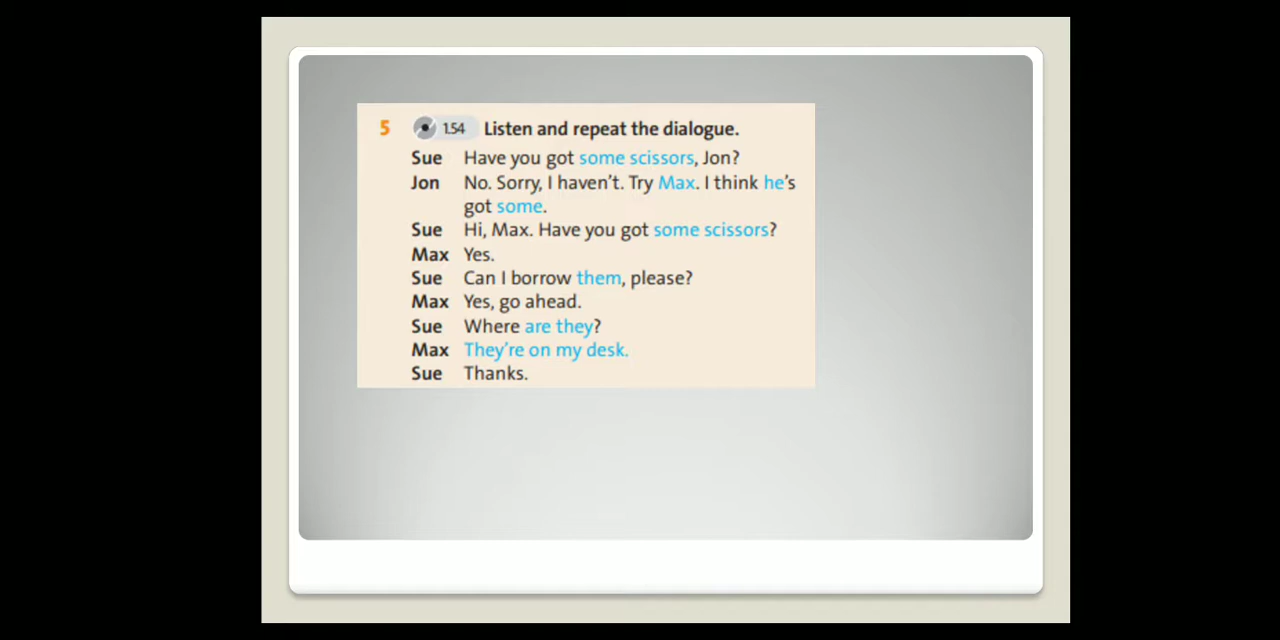 5 1.54 Listen and repeat the dialogue.
Sue Have you got some scissors, Jon?
Jon No. Sorry, I haven't. Try Max. I think he's
got some.
Sue Hi, Max. Have you got some scissors?
Max Yes.
Sue Can I borrow them, please?
Max Yes, go ahead.
Sue Where are they?
Max They're on my desk.
Sue Thanks.